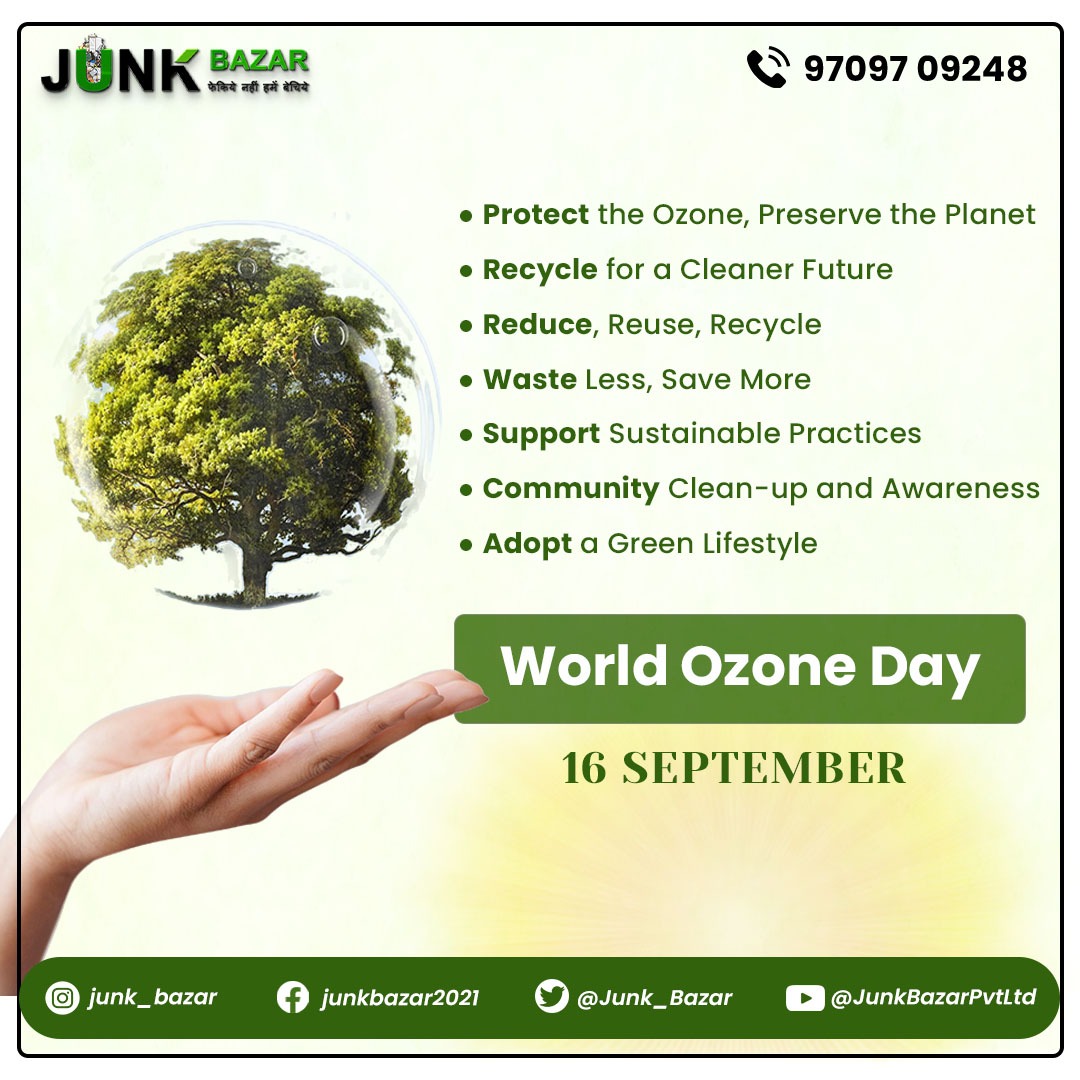 JUNK BAZAR
फेकिये नहीं हमें बेचिये
97097 09248
• Protect the Ozone, Preserve the Planet
• Recycle for a Cleaner Future
• Reduce, Reuse, Recycle
• Waste Less, Save More
• Support Sustainable Practices
• Community Clean-up and Awareness
• Adopt a Green Lifestyle
World Ozone Day
16 SEPTEMBER
junk_bazar
junkbazar2021
@Junk_Bazar
@JunkBazarPvtLtd